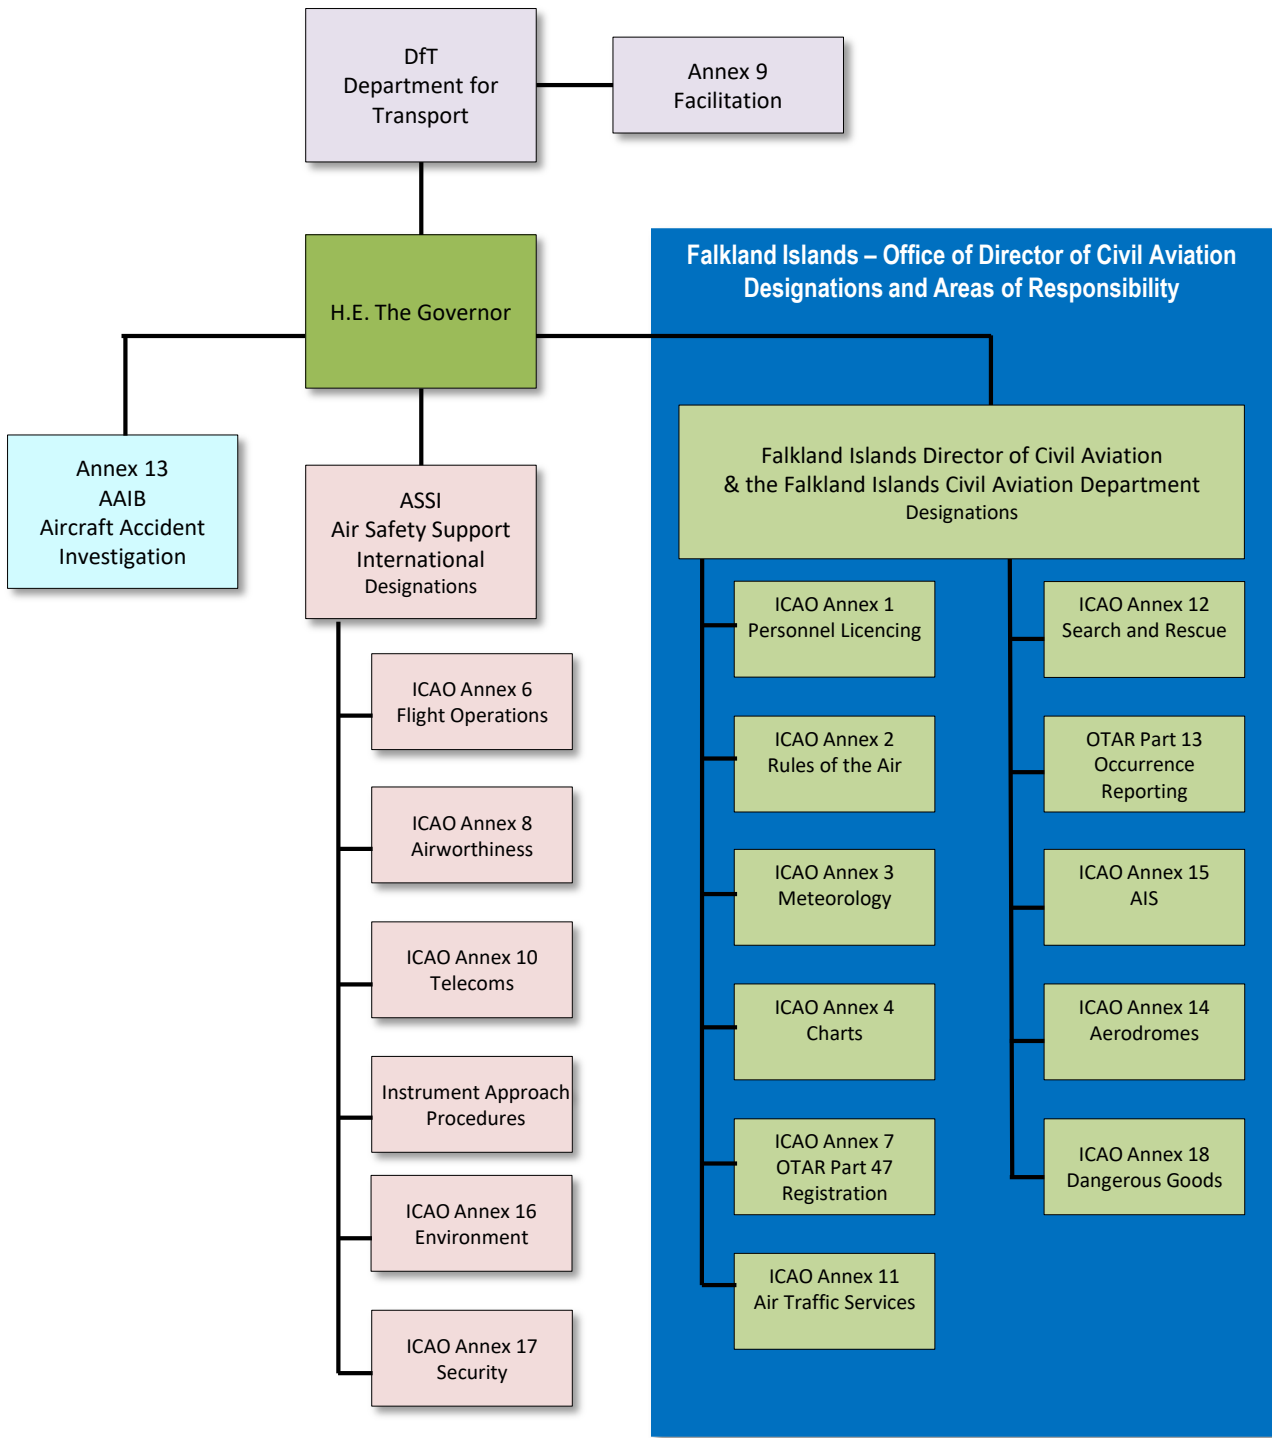 DfT
Department for
Transport
Annex 9
Facilitation
H.E. The Governor
Falkland Islands – Office of Director of Civil Aviation
Designations and Areas of Responsibility
Annex 13
AAIB
Aircraft Accident
Investigation
ASSI
Air Safety Support
International
Designations
Falkland Islands Director of Civil Aviation
& the Falkland Islands Civil Aviation Department
Designations
ICAO Annex 6
Flight Operations
ICAO Annex 8
Airworthiness
ICAO Annex 10
Telecoms
Instrument Approach
Procedures
ICAO Annex 16
Environment
ICAO Annex 17
Security
ICAO Annex 1
Personnel Licencing
ICAO Annex 2
Rules of the Air
ICAO Annex 3
Meteorology
ICAO Annex 4
Charts
ICAO Annex 7
OTAR Part 47
Registration
ICAO Annex 11
Air Traffic Services
ICAO Annex 12
Search and Rescue
OTAR Part 13
Occurrence
Reporting
ICAO Annex 15
AIS
ICAO Annex 14
Aerodromes
ICAO Annex 18
Dangerous Goods